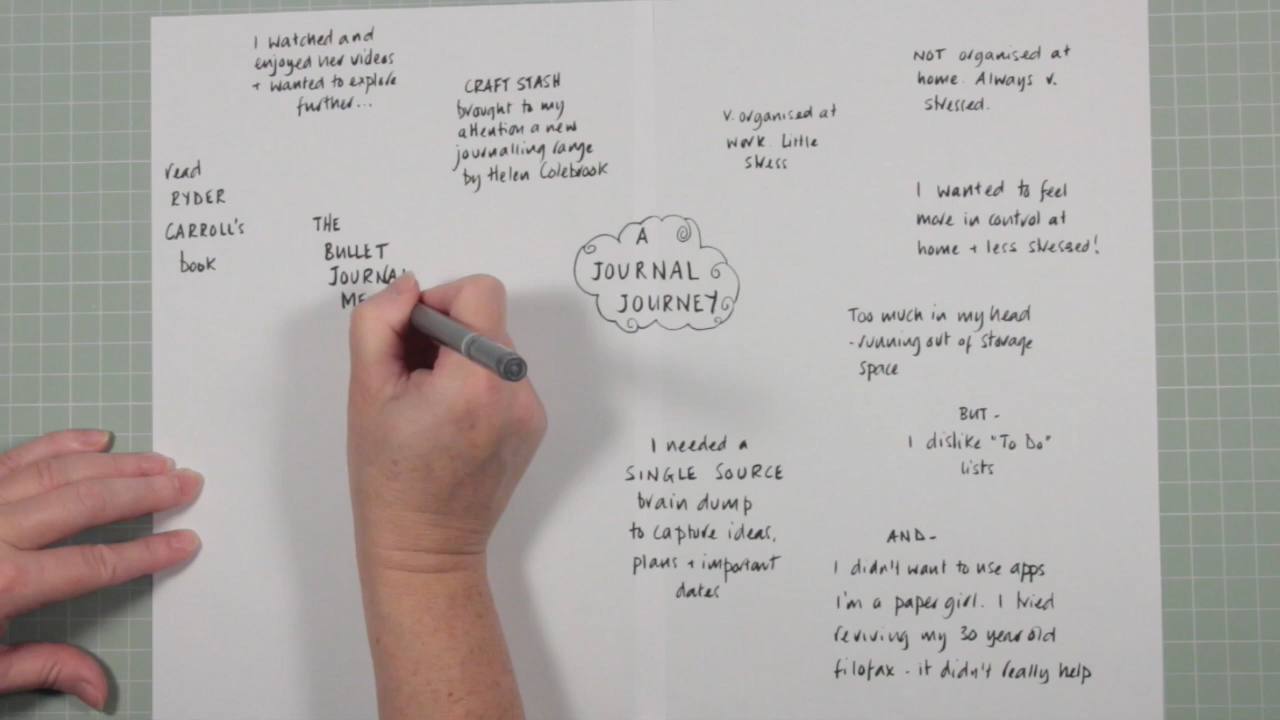 A
JOURNAL
JOURNEY
V. organised at
work. Little
stress
NOT organised at
home. Always v.
stressed.
I wanted to feel
more in control at
home + less stressed!
Too much in my head
- running out of storage
space
BUT -
I dislike "To Do"
lists
AND -
I didn't want to use apps
I'm a paper girl. I tried
reviving my 30 year old
filofax - it didn't really help
I needed a
SINGLE SOURCE
brain dump
to capture ideas,
plans + important
dates
CRAFT STASH
brought to my
attention a new
journalling range
by Helen Colebrook
I watched and
enjoyed her videos
+ wanted to explore
further...
read
RYDER
CARROLL'S
book
THE
BULLET
JOURNAL
ME